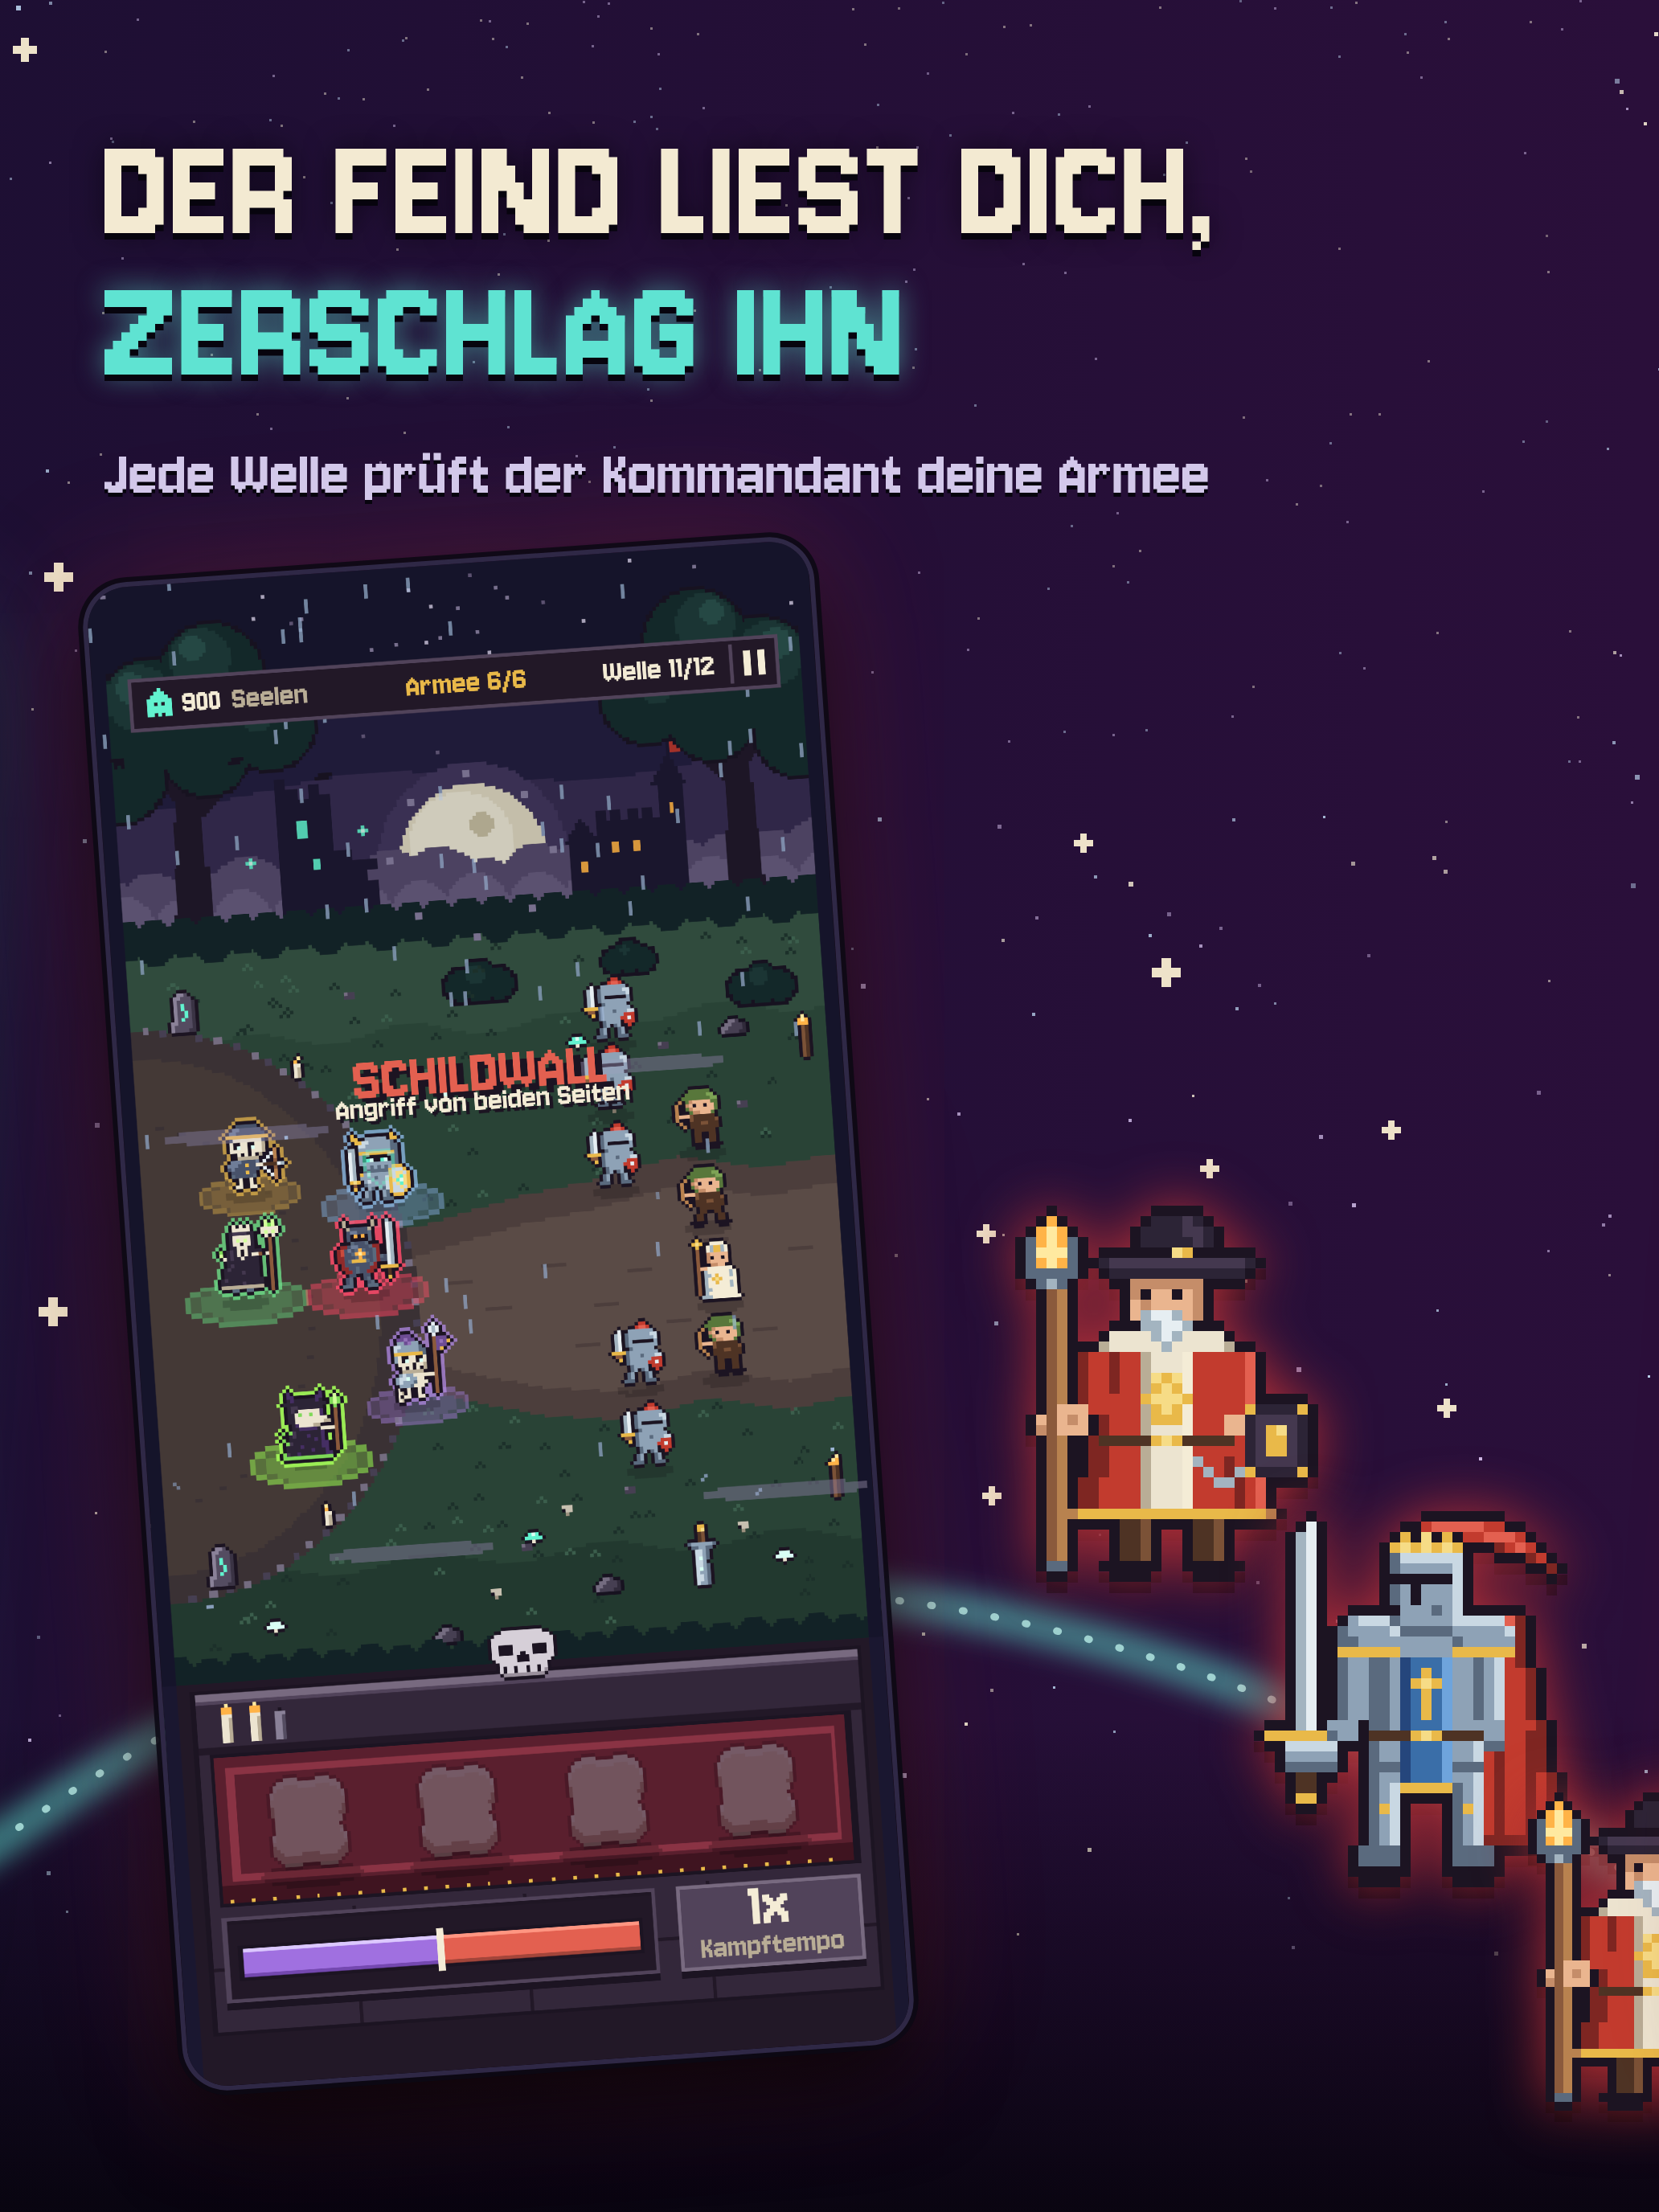 DER FEIND LIEST DICH,
ZERSCHLAG IHN
Jede Welle prüft der Kommandant deine Armee
900 Seelen
Armee 6/6
Welle 11/12
SCHILDWALL
Angriff von beiden Seiten
1x
Kampftempo